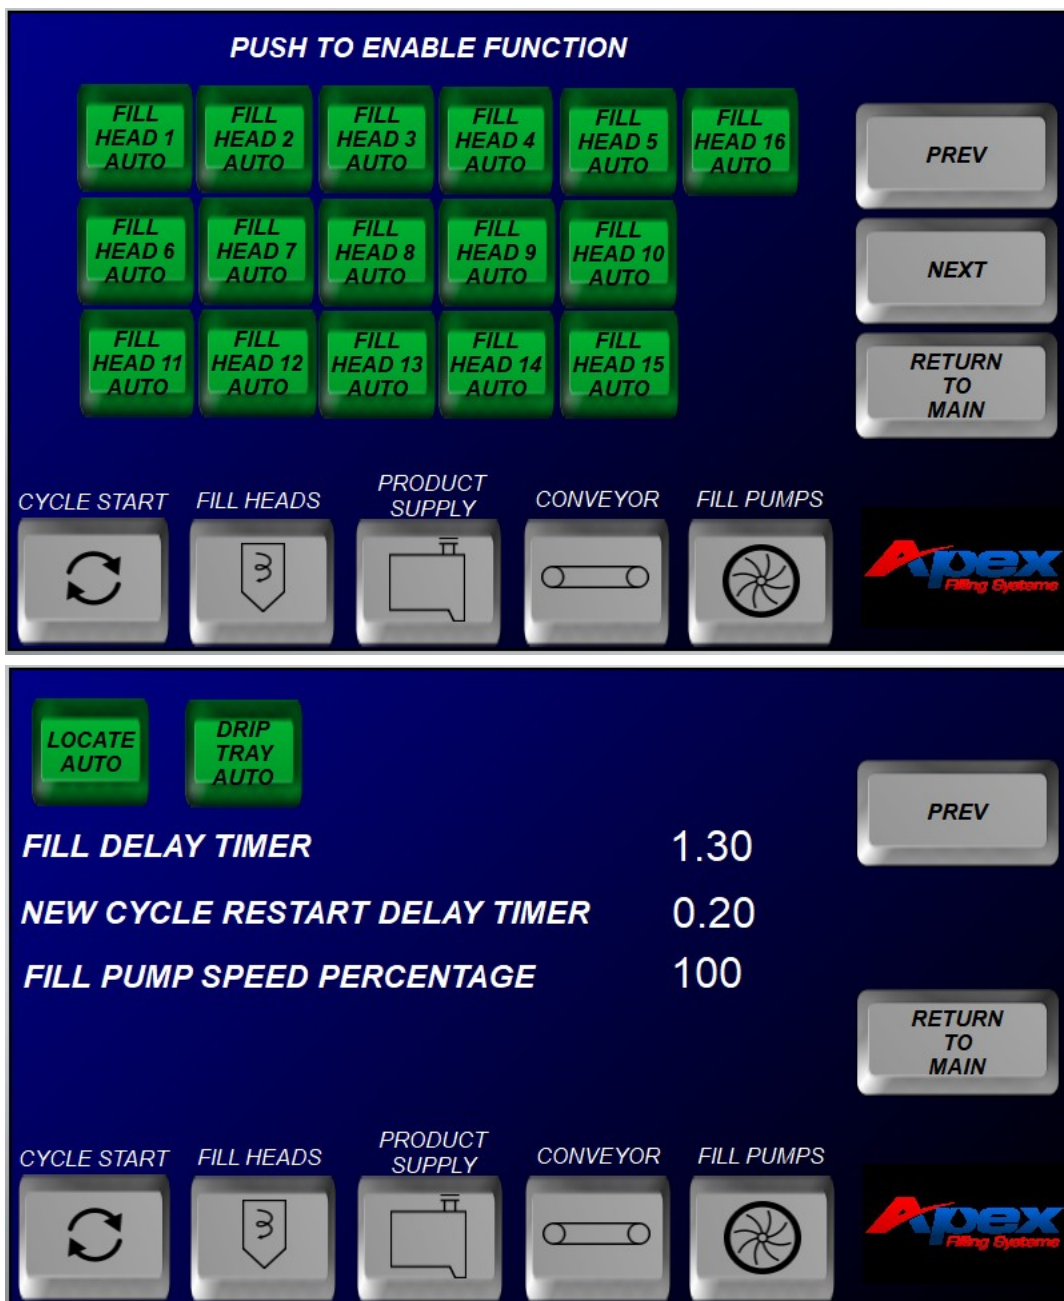 PUSH TO ENABLE FUNCTION
FILL
HEAD 1
AUTO
FILL
HEAD 2
AUTO
FILL
HEAD 3
AUTO
FILL
HEAD 4
AUTO
FILL
HEAD 5
AUTO
FILL
HEAD 16
AUTO
FILL
HEAD 6
AUTO
FILL
HEAD 7
AUTO
FILL
HEAD 8
AUTO
FILL
HEAD 9
AUTO
FILL
HEAD 10
AUTO
FILL
HEAD 11
AUTO
FILL
HEAD 12
AUTO
FILL
HEAD 13
AUTO
FILL
HEAD 14
AUTO
FILL
HEAD 15
AUTO
PREV
NEXT
RETURN
TO
MAIN
CYCLE START
FILL HEADS
PRODUCT
SUPPLY
CONVEYOR
FILL PUMPS
Apex
Filling Systems
LOCATE
AUTO
DRIP
TRAY
AUTO
FILL DELAY TIMER 1.30
NEW CYCLE RESTART DELAY TIMER 0.20
FILL PUMP SPEED PERCENTAGE 100
PREV
RETURN
TO
MAIN
CYCLE START
FILL HEADS
PRODUCT
SUPPLY
CONVEYOR
FILL PUMPS
Apex
Filling Systems